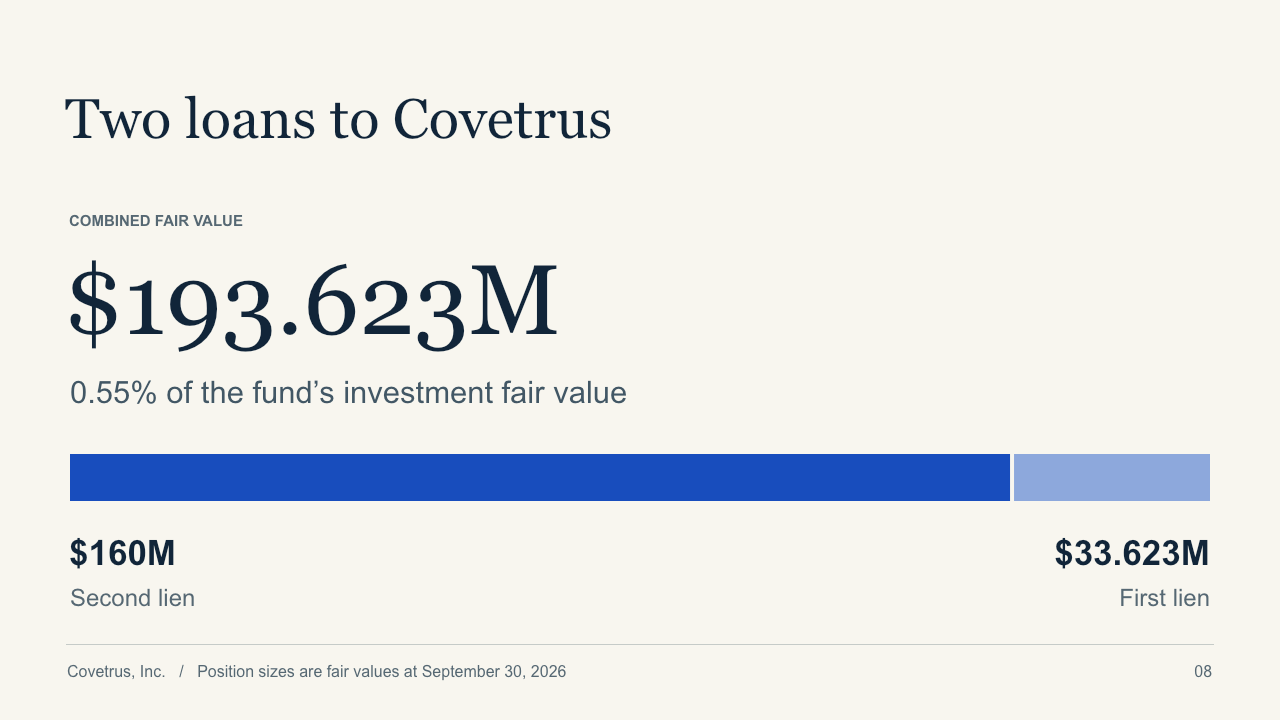 Two loans to Covetrus
COMBINED FAIR VALUE
$193.623M
0.55% of the fund’s investment fair value
$160M
$33.623M
Second lien
First lien
Covetrus, Inc. / Position sizes are fair values at September 30, 2026
08